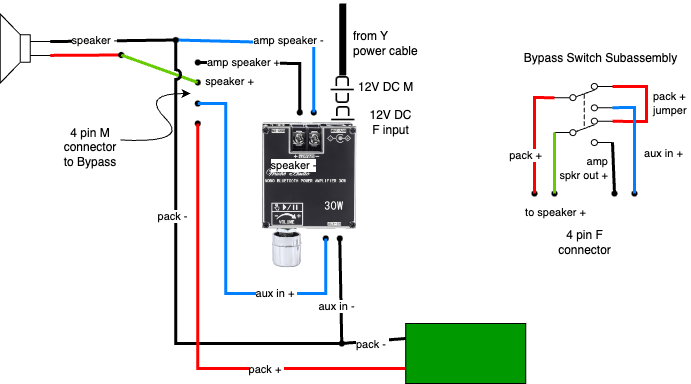 speaker -
amp speaker -
from Y
power cable
Bypass Switch Subassembly
amp speaker +
speaker +
12V DC M
pack +
jumper
12V DC
F input
4 pin M
connector
to Bypass
speaker -
pack +
amp
spkr out +
aux in +
MONO BLUETOOTH POWER AMPLIFIER 30W
30W
VOLUME
pack -
to speaker +
4 pin F
connector
aux in +
aux in -
pack -
pack +